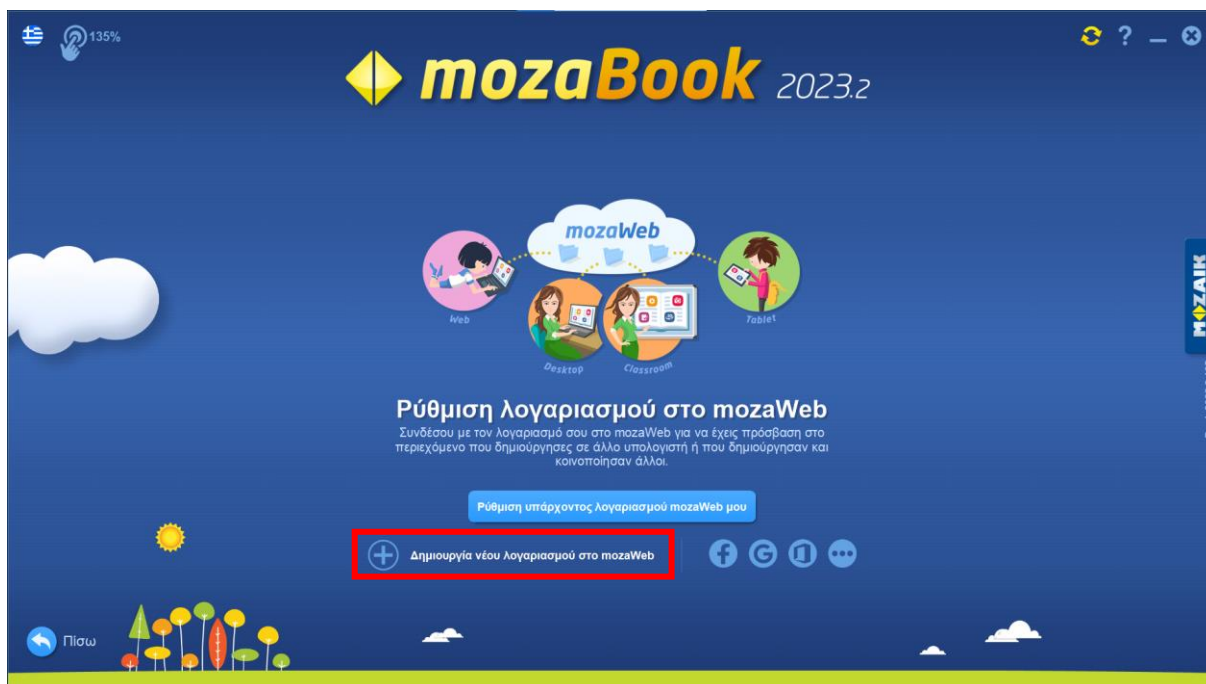 135%
mozaBook 2023.2
mozaWeb
Web
Tablet
Desktop
Classroom
MOZAIK
Ρύθμιση λογαριασμού στο mozaWeb
Συνδέσου με τον λογαριασμό σου στο mozaWeb για να έχεις πρόσβαση στο
περιεχόμενο που δημιούργησες σε άλλο υπολογιστή ή που δημιούργησαν και
κοινοποίησαν άλλοι.
Ρύθμιση υπάρχοντος λογαριασμού mozaWeb μου
Δημιουργία νέου λογαριασμού στο mozaWeb
Πίσω